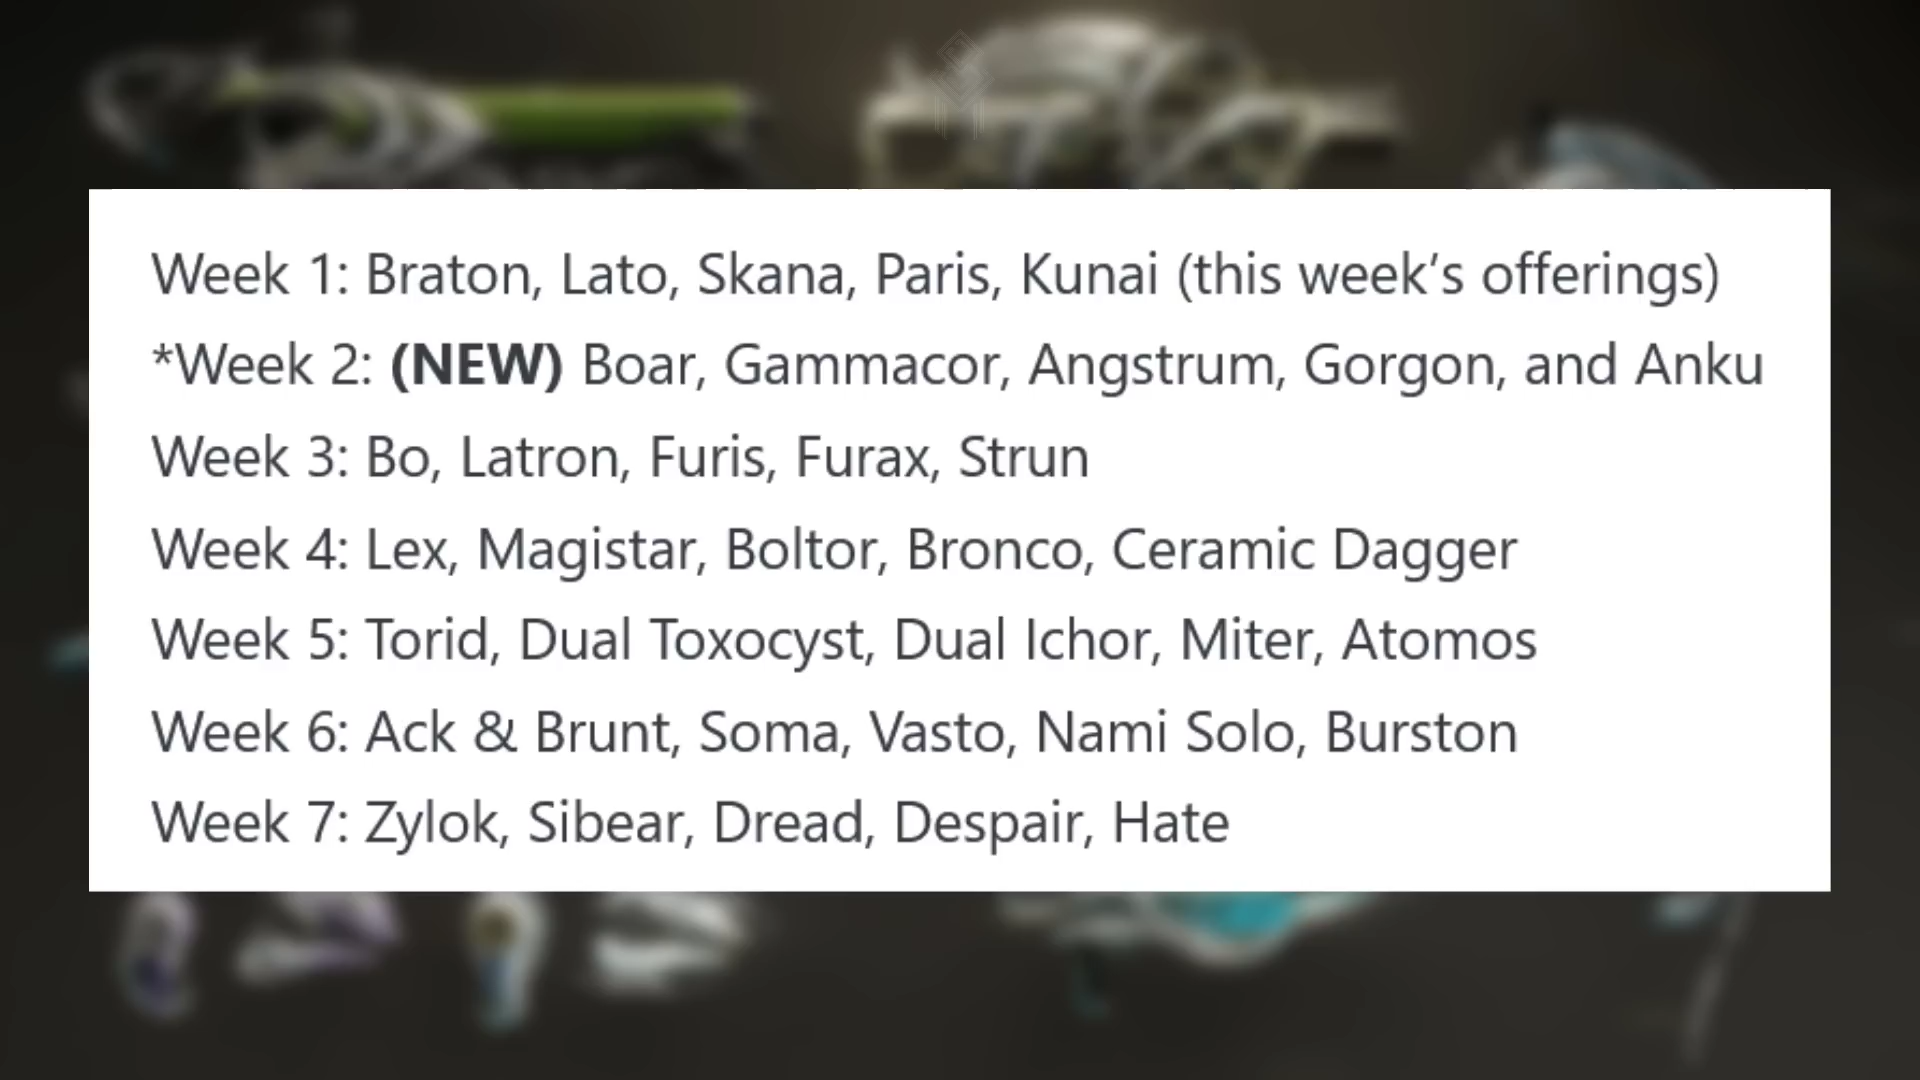 Week 1: Braton, Lato, Skana, Paris, Kunai (this week’s offerings)
*Week 2: (NEW) Boar, Gammacor, Angstrum, Gorgon, and Anku
Week 3: Bo, Latron, Furis, Furax, Strun
Week 4: Lex, Magistar, Boltor, Bronco, Ceramic Dagger
Week 5: Torid, Dual Toxocyst, Dual Ichor, Miter, Atomos
Week 6: Ack & Brunt, Soma, Vasto, Nami Solo, Burston
Week 7: Zylok, Sibear, Dread, Despair, Hate